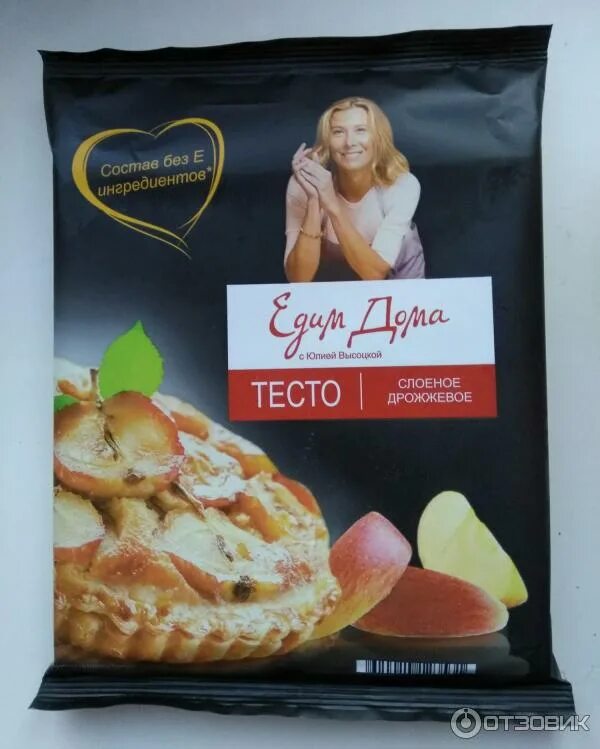 Состав без Е
ингредиентов*
Едим Дома
с Юлией Высоцкой
ТЕСТО
СЛОЕНОЕ
ДРОЖЖЕВОЕ
ОТЗОВИК